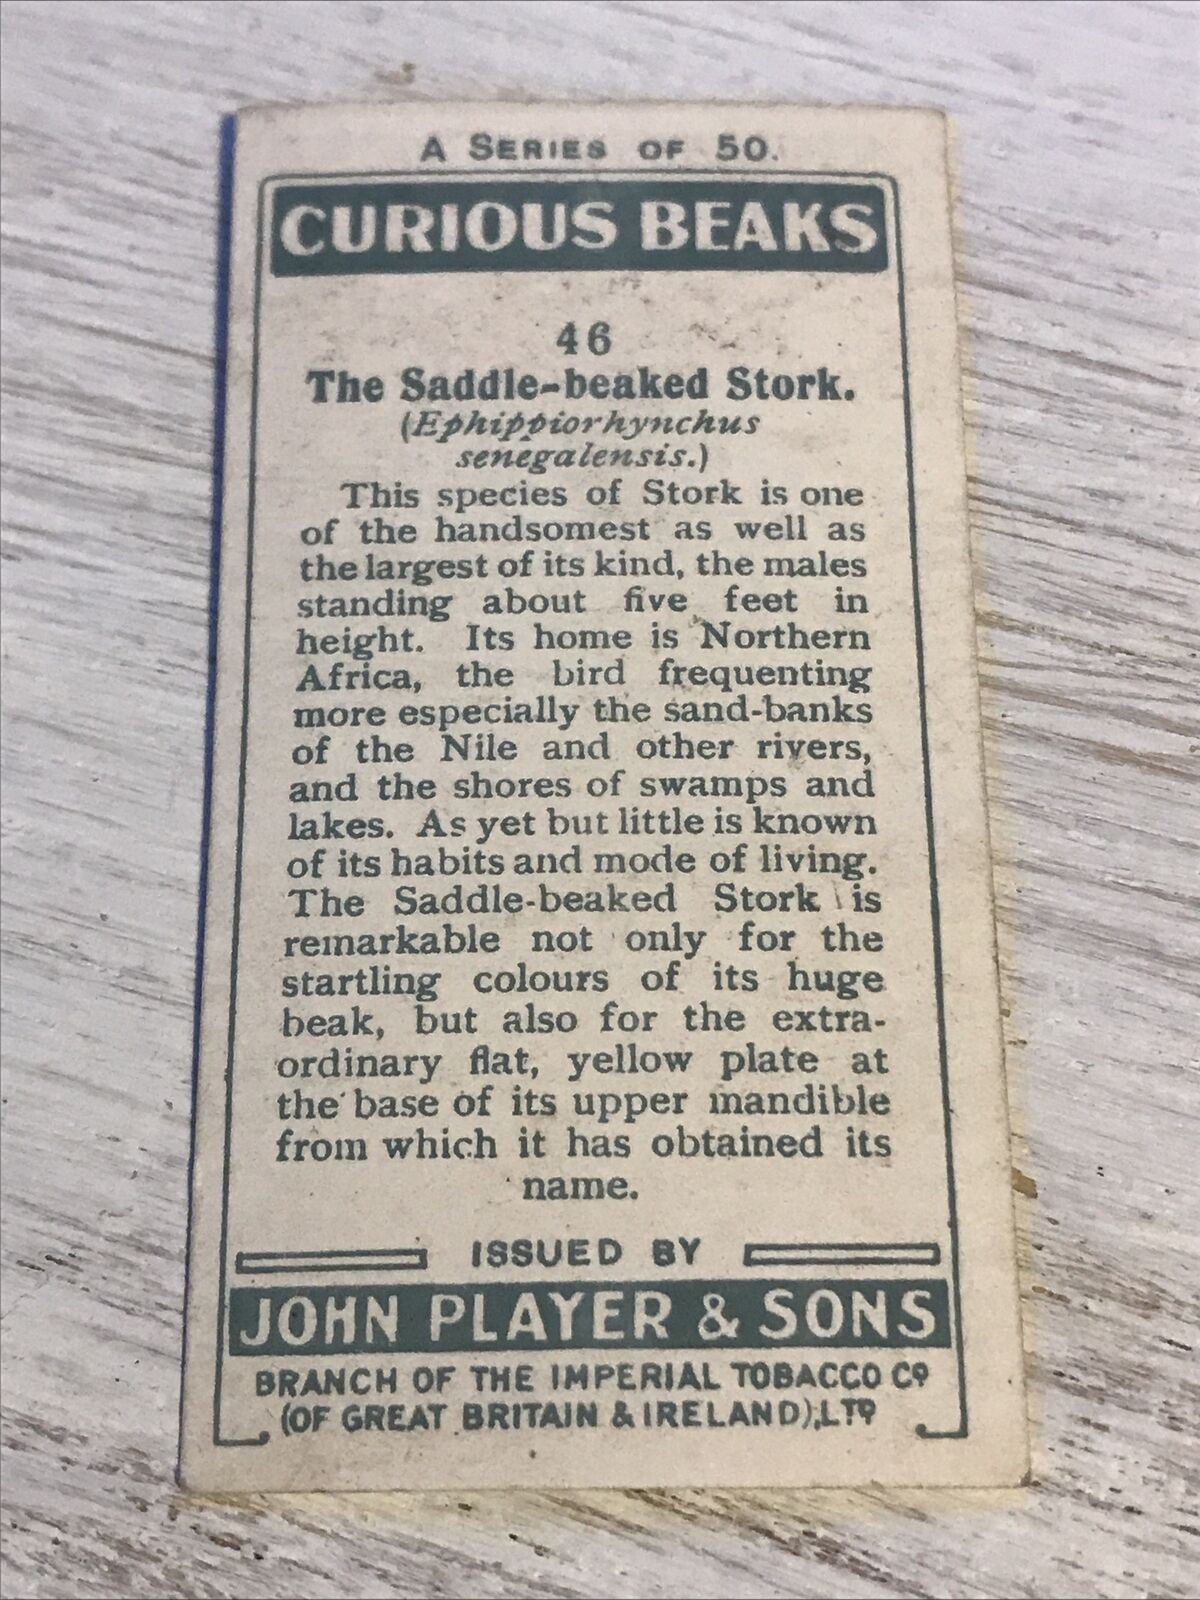 A SERIES OF 50.
CURIOUS BEAKS
46
The Saddle-beaked Stork.
(Ephippiorhynchus
senegalensis.)
This species of Stork is one
of the handsomest as well as
the largest of its kind, the males
standing about five feet in
height. Its home is Northern
Africa, the bird frequenting
more especially the sand-banks
of the Nile and other rivers,
and the shores of swamps and
lakes. As yet but little is known
of its habits and mode of living.
The Saddle-beaked Stork is
remarkable not only for the
startling colours of its huge
beak, but also for the extra-
ordinary flat, yellow plate at
the base of its upper mandible
from which it has obtained its
name.
ISSUED BY
JOHN PLAYER & SONS
BRANCH OF THE IMPERIAL TOBACCO CO
(OF GREAT BRITAIN & IRELAND), LTD